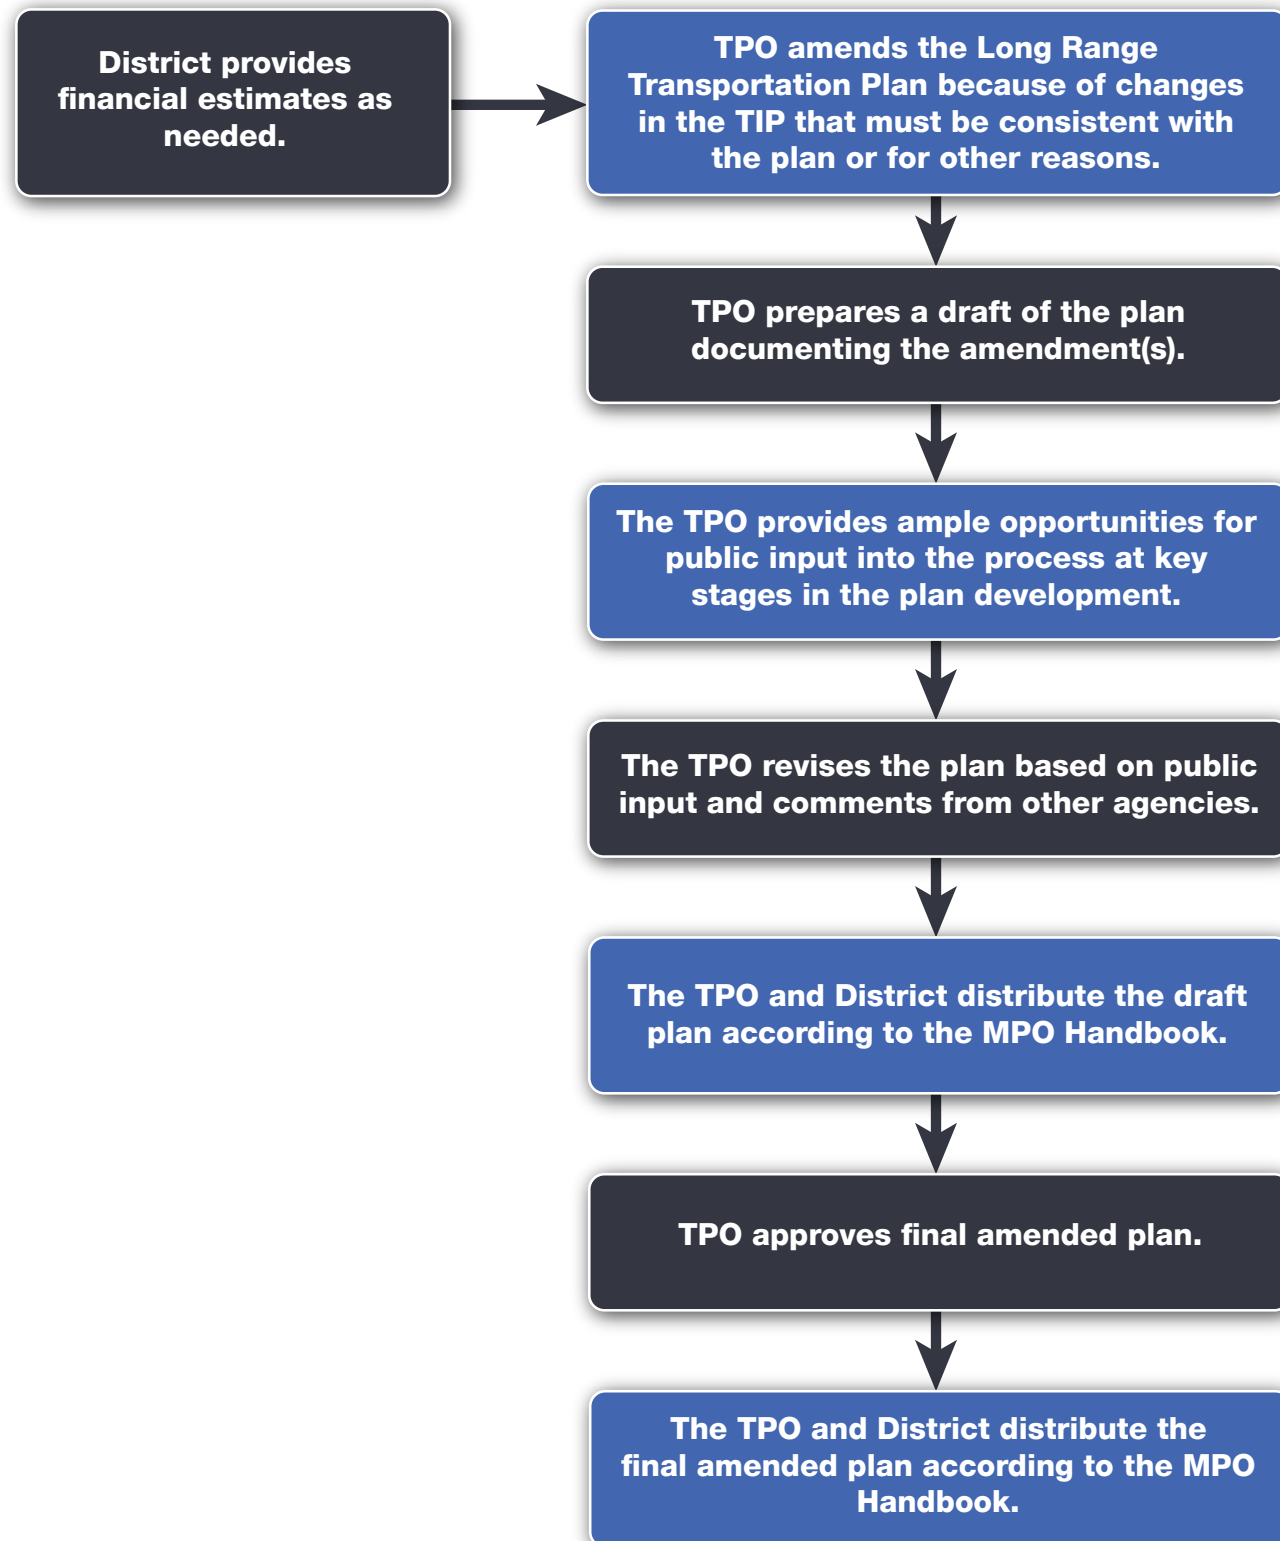 District provides
financial estimates as
needed.
TPO amends the Long Range
Transportation Plan because of changes
in the TIP that must be consistent with
the plan or for other reasons.
TPO prepares a draft of the plan
documenting the amendment(s).
The TPO provides ample opportunities for
public input into the process at key
stages in the plan development.
The TPO revises the plan based on public
input and comments from other agencies.
The TPO and District distribute the draft
plan according to the MPO Handbook.
TPO approves final amended plan.
The TPO and District distribute the
final amended plan according to the MPO
Handbook.